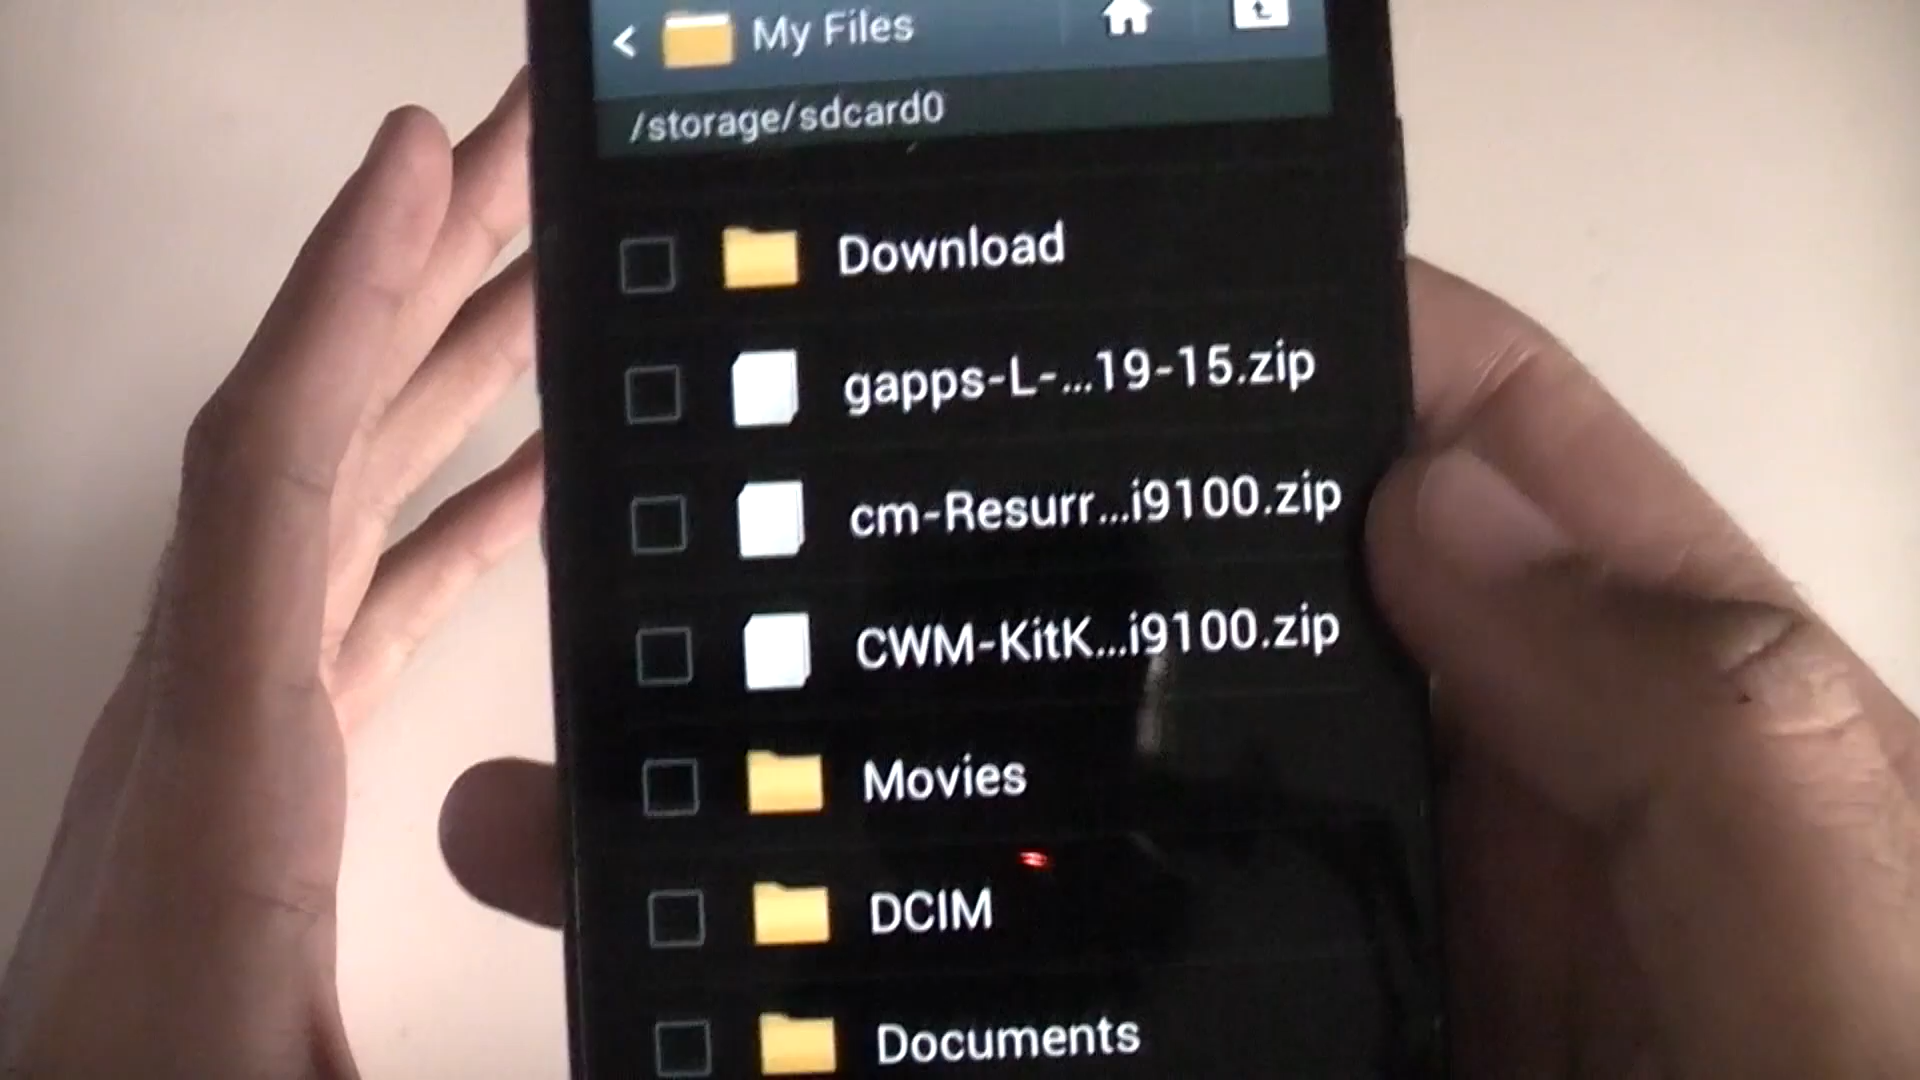 My Files
/storage/sdcard0
Download
gapps-L-...19-15.zip
cm-Resurr...i9100.zip
CWM-KitK...i9100.zip
Movies
DCIM
Documents